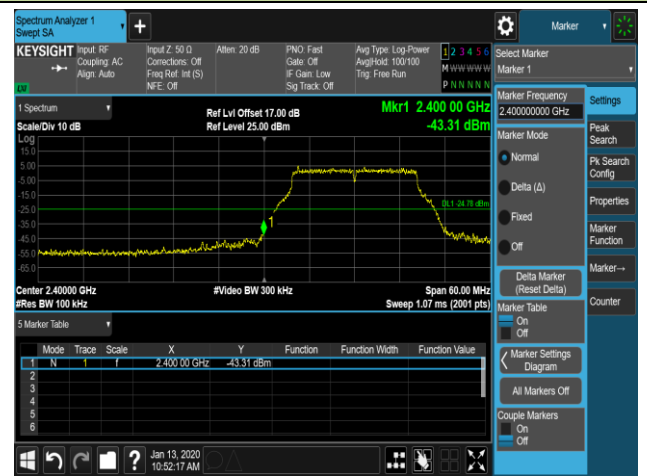 Spectrum Analyzer 1
Swept SA
+
Marker
KEYSIGHT
Input: RF
Coupling: AC
Align: Auto
Input Z: 50 Ω
Corrections: Off
Freq Ref: Int (S)
NFE: Off
Atten: 20 dB
PNO: Fast
Gate: Off
IF Gain: Low
Sig Track: Off
Avg Type: Log-Power
Avg|Hold: 100/100
Trig: Free Run
1 2 3 4 5 6
M W W W W W
P N N N N N
LXI
Select Marker
Marker 1
1 Spectrum
Scale/Div 10 dB
Log
Ref Lvl Offset 17.00 dB
Ref Level 25.00 dBm
Mkr1 2.400 00 GHz
-43.31 dBm
15.0
5.00
-5.00
-15.0
-25.0
-35.0
-45.0
-55.0
-65.0
DL1 -24.78 dBm
1
Center 2.40000 GHz
#Res BW 100 kHz
#Video BW 300 kHz
Span 60.00 MHz
Sweep 1.07 ms (2001 pts)
5 Marker Table
Mode Trace Scale X Y Function Function Width Function Value
1 N 1 f 2.400 00 GHz -43.31 dBm
2
3
4
5
6
Marker Frequency
2.400000000 GHz
Marker Mode
Normal
Delta (Δ)
Fixed
Off
Delta Marker
(Reset Delta)
Marker Table
On
Off
Marker Settings
Diagram
All Markers Off
Couple Markers
On
Off
Settings
Peak
Search
Pk Search
Config
Properties
Marker
Function
Marker→
Counter
?
Jan 13, 2020
10:52:17 AM